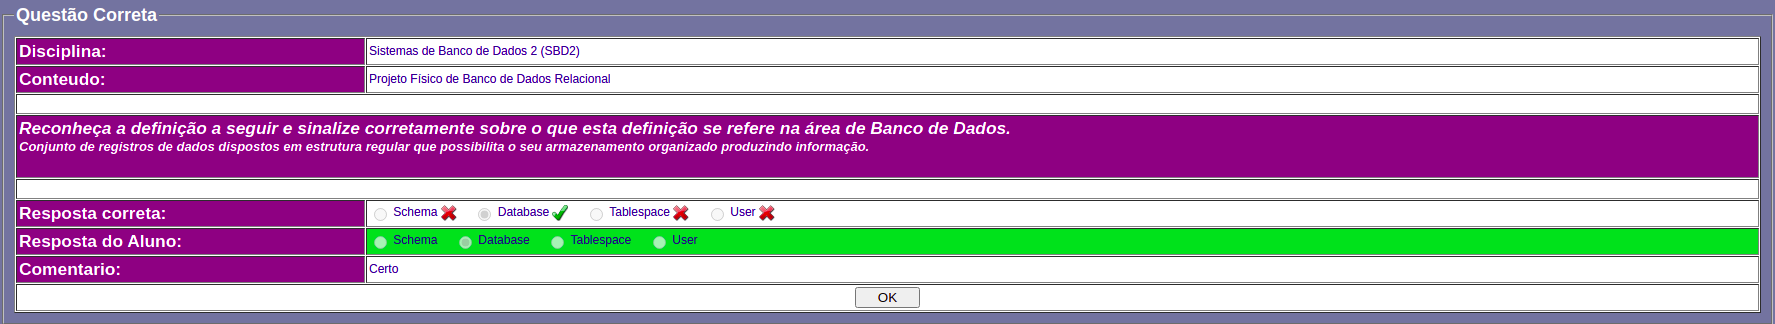 Questão Correta
Disciplina: Sistemas de Banco de Dados 2 (SBD2)
Conteudo: Projeto Físico de Banco de Dados Relacional
Reconheça a definição a seguir e sinalize corretamente sobre o que esta definição se refere na área de Banco de Dados.
Conjunto de registros de dados dispostos em estrutura regular que possibilita o seu armazenamento organizado produzindo informação.
Resposta correta: Schema Database Tablespace User
Resposta do Aluno: Schema Database Tablespace User
Comentario: Certo
OK